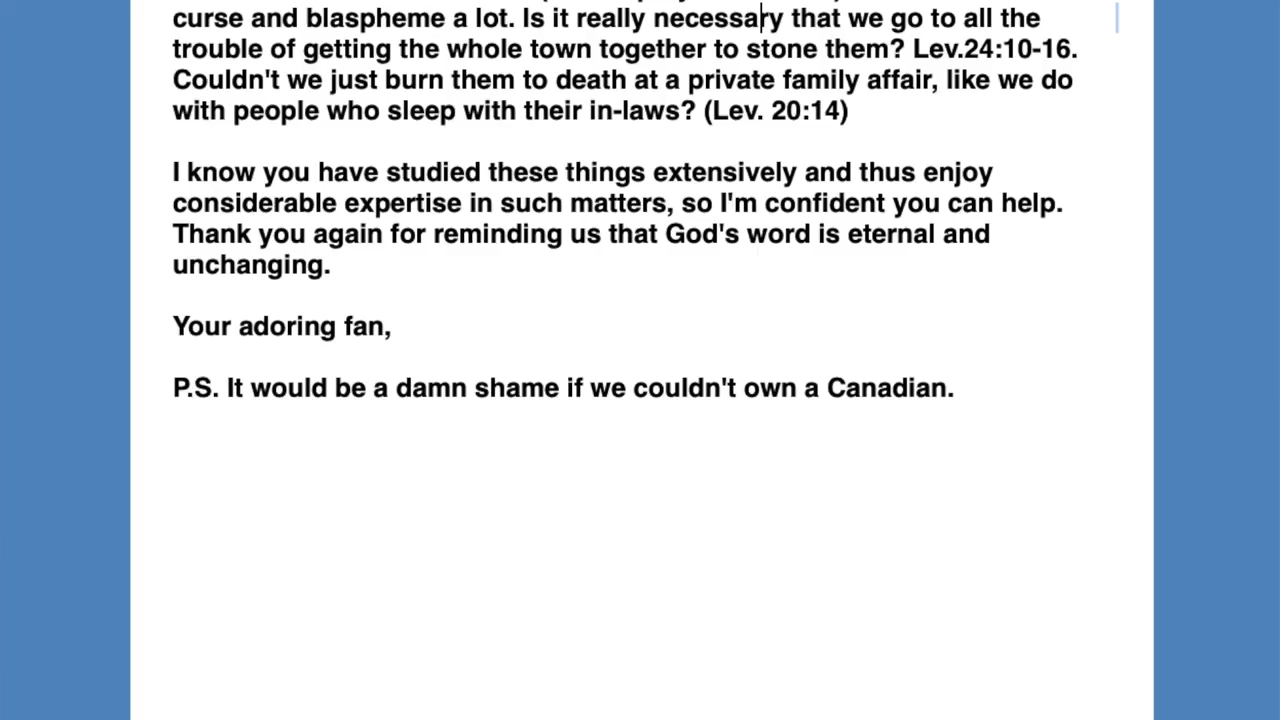 curse and blaspheme a lot. Is it really necessary that we go to all the
trouble of getting the whole town together to stone them? Lev.24:10-16.
Couldn't we just burn them to death at a private family affair, like we do
with people who sleep with their in-laws? (Lev. 20:14)
I know you have studied these things extensively and thus enjoy
considerable expertise in such matters, so I'm confident you can help.
Thank you again for reminding us that God's word is eternal and
unchanging.
Your adoring fan,
P.S. It would be a damn shame if we couldn't own a Canadian.